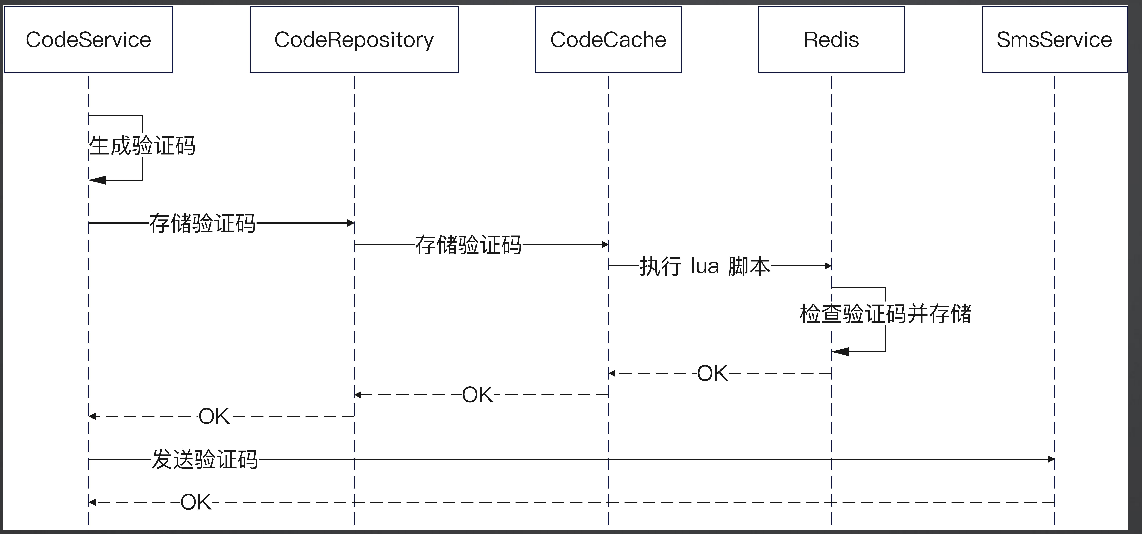 CodeService
CodeRepository
CodeCache
Redis
SmsService
生成验证码
存储验证码
存储验证码
执行 lua 脚本
检查验证码并存储
OK
OK
OK
发送验证码
OK